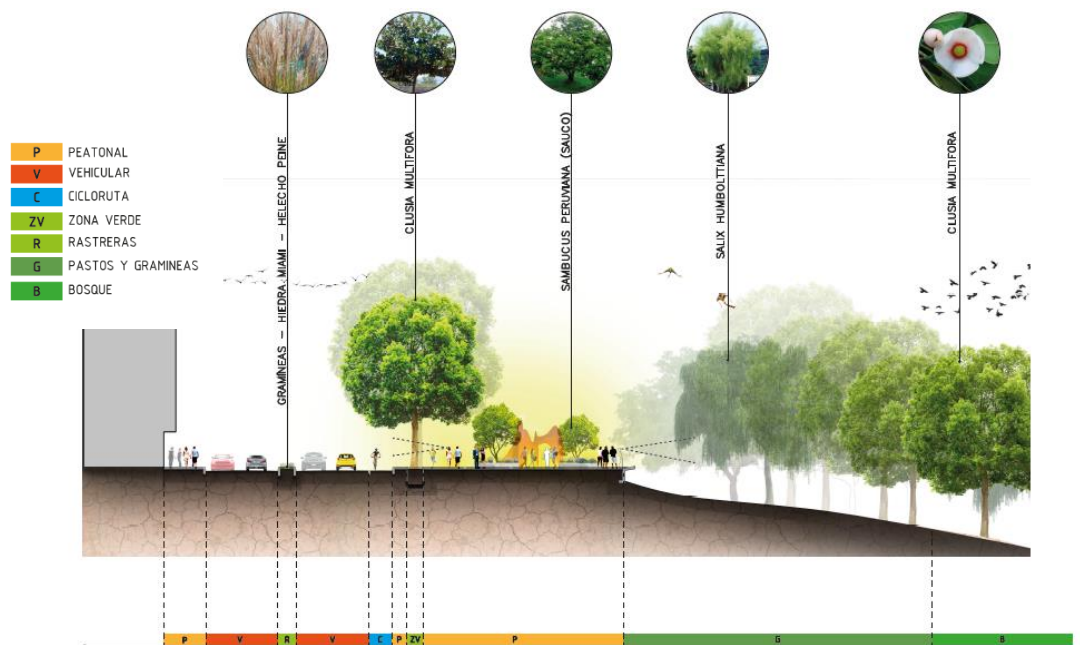 GRAMÍNEAS - HIEDRA MIAMI - HELECHO PEINE
CLUSIA MULTIFORA
SAMBUCUS PERUVIANA (SAUCO)
SALIX HUMBOLTTIANA
CLUSIA MULTIFORA
P PEATONAL
V VEHICULAR
C CICLORUTA
ZV ZONA VERDE
R RASTRERAS
G PASTOS Y GRAMINEAS
B BOSQUE
P V R V C P ZV P G B